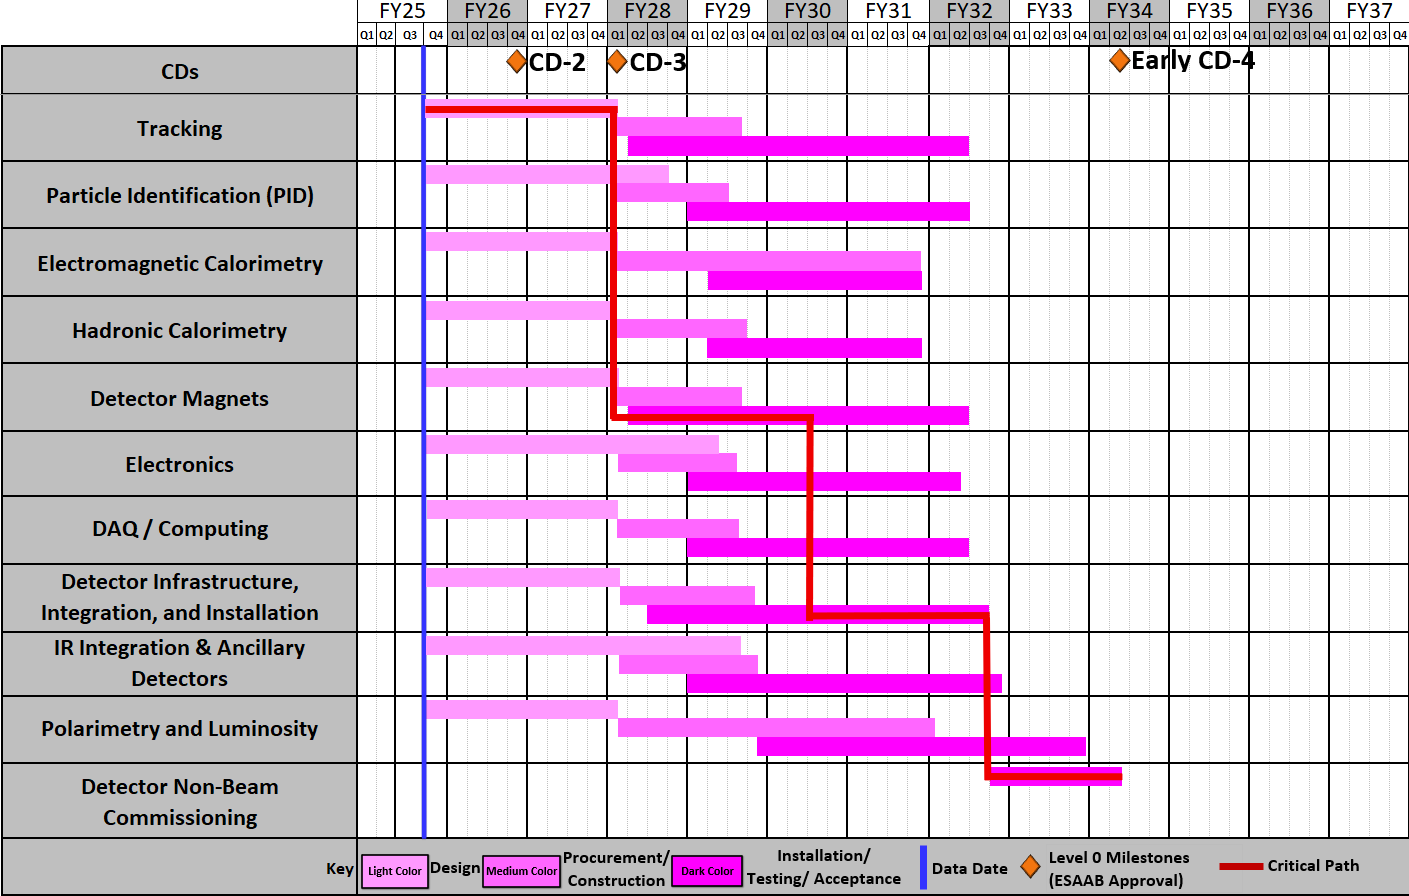 FY25 FY26 FY27 FY28 FY29 FY30 FY31 FY32 FY33 FY34 FY35 FY36 FY37
Q1 Q2 Q3 Q4 Q1 Q2 Q3 Q4 Q1 Q2 Q3 Q4 Q1 Q2 Q3 Q4 Q1 Q2 Q3 Q4 Q1 Q2 Q3 Q4 Q1 Q2 Q3 Q4 Q1 Q2 Q3 Q4 Q1 Q2 Q3 Q4 Q1 Q2 Q3 Q4 Q1 Q2 Q3 Q4 Q1 Q2 Q3 Q4 Q1 Q2 Q3 Q4
CDs CD-2 CD-3 Early CD-4
Tracking
Particle Identification (PID)
Electromagnetic Calorimetry
Hadronic Calorimetry
Detector Magnets
Electronics
DAQ / Computing
Detector Infrastructure,
Integration, and Installation
IR Integration & Ancillary
Detectors
Polarimetry and Luminosity
Detector Non-Beam
Commissioning
Key
Light Color
Design
Medium Color
Procurement/
Construction
Dark Color
Installation/
Testing/ Acceptance
Data Date
Level 0 Milestones
(ESAAB Approval)
Critical Path